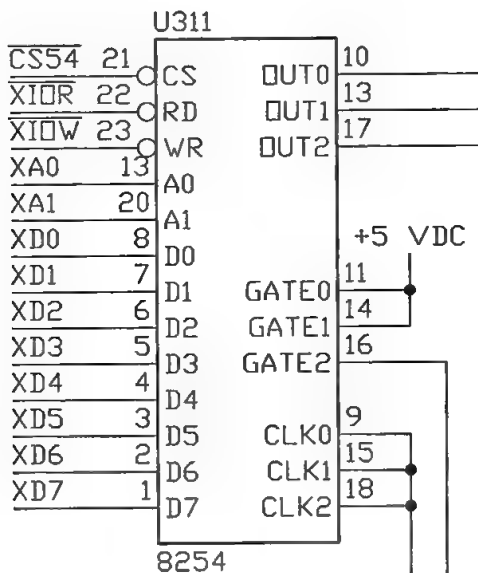 U311
CS54 21 CS OUT0 10
XIOR 22 RD OUT1 13
XIOW 23 WR OUT2 17
XA0 13 A0
XA1 20 A1
+5 VDC
XD0 8 D0
XD1 7 D1 GATE0 11
XD2 6 D2 GATE1 14
XD3 5 D3 GATE2 16
XD4 4 D4
XD5 3 D5 CLK0 9
XD6 2 D6 CLK1 15
XD7 1 D7 CLK2 18
8254